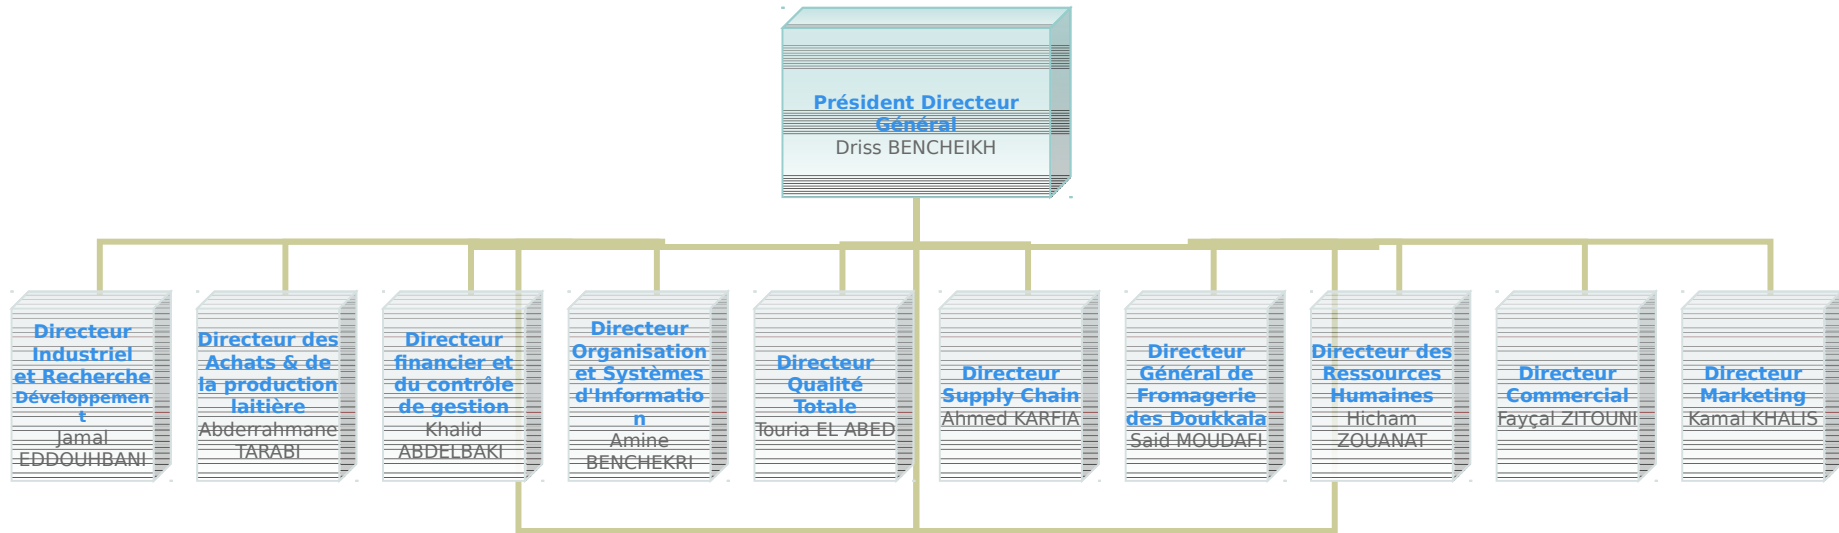 Président Directeur
Général
Driss BENCHEIKH
Directeur
Industriel
et Recherche
Développemen
t
Jamal
EDDOUHBANI
Directeur des
Achats & de
la production
laitière
Abderrahmane
TARABI
Directeur
financier et
du contrôle
de gestion
Khalid
ABDELBAKI
Directeur
Organisation
et Systèmes
d'Informatio
n
Amine
BENCHEKRI
Directeur
Qualité
Totale
Touria EL ABED
Directeur
Supply Chain
Ahmed KARFIA
Directeur
Général de
Fromagerie
des Doukkala
Said MOUDAFI
Directeur des
Ressources
Humaines
Hicham
ZOUANAT
Directeur
Commercial
Fayçal ZITOUNI
Directeur
Marketing
Kamal KHALIS